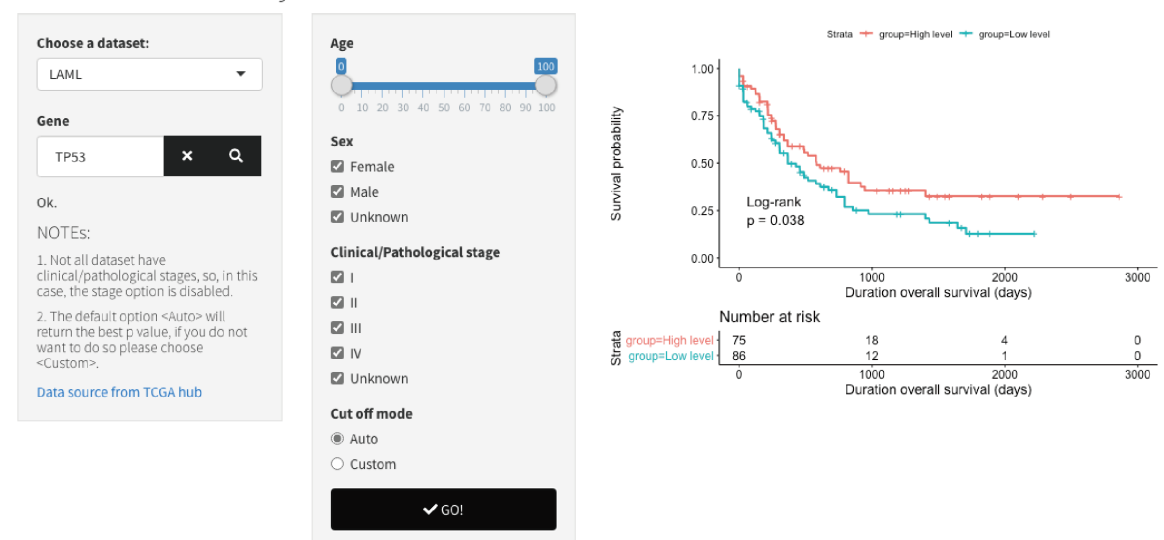 Choose a dataset:
LAML
Gene
TP53
Ok.
NOTEs:
1. Not all dataset have
clinical/pathological stages, so, in this
case, the stage option is disabled.
2. The default option <Auto> will
return the best p value, if you do not
want to do so please choose
<Custom>.
Data source from TCGA hub
Age
0 100
0 10 20 30 40 50 60 70 80 90 100
Sex
Female
Male
Unknown
Clinical/Pathological stage
I
II
III
IV
Unknown
Cut off mode
Auto
Custom
GO!
Strata group=High level group=Low level
Survival probability
1.00
0.75
0.50
0.25
0.00
Log-rank
p = 0.038
0 1000 2000 3000
Duration overall survival (days)
Number at risk
Strata
group=High level 75 18 4 0
group=Low level 86 12 1 0
0 1000 2000 3000
Duration overall survival (days)